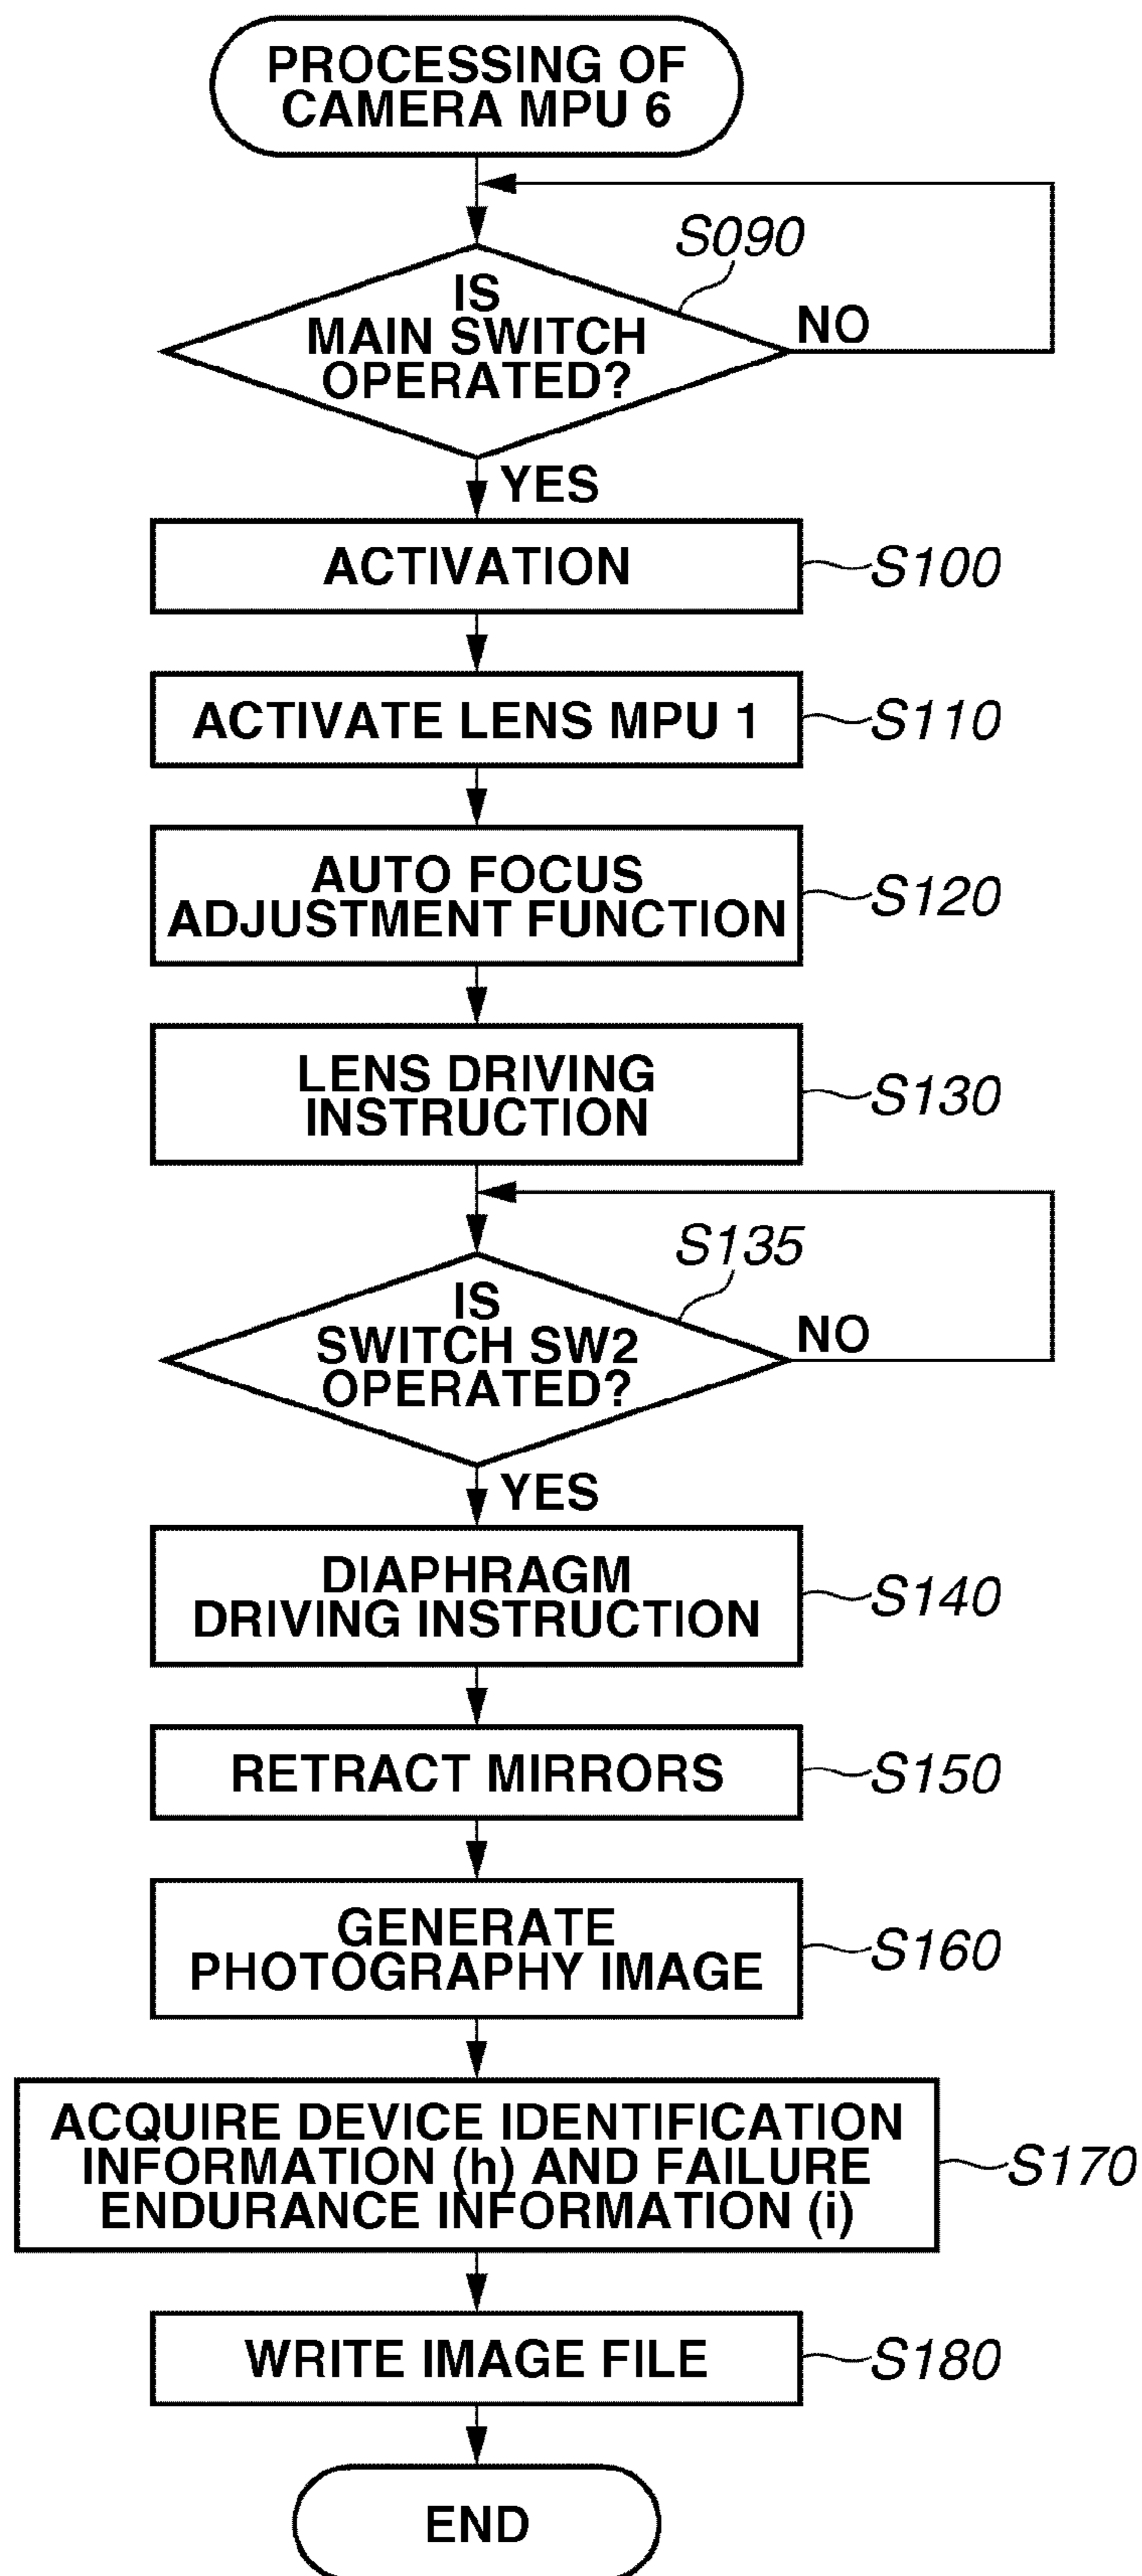 PROCESSING OF
CAMERA MPU 6
S090
IS
MAIN SWITCH
OPERATED?
NO
YES
ACTIVATION
S100
ACTIVATE LENS MPU 1
S110
AUTO FOCUS
ADJUSTMENT FUNCTION
S120
LENS DRIVING
INSTRUCTION
S130
S135
IS
SWITCH SW2
OPERATED?
NO
YES
DIAPHRAGM
DRIVING INSTRUCTION
S140
RETRACT MIRRORS
S150
GENERATE
PHOTOGRAPHY IMAGE
S160
ACQUIRE DEVICE IDENTIFICATION
INFORMATION (h) AND FAILURE
ENDURANCE INFORMATION (i)
S170
WRITE IMAGE FILE
S180
END